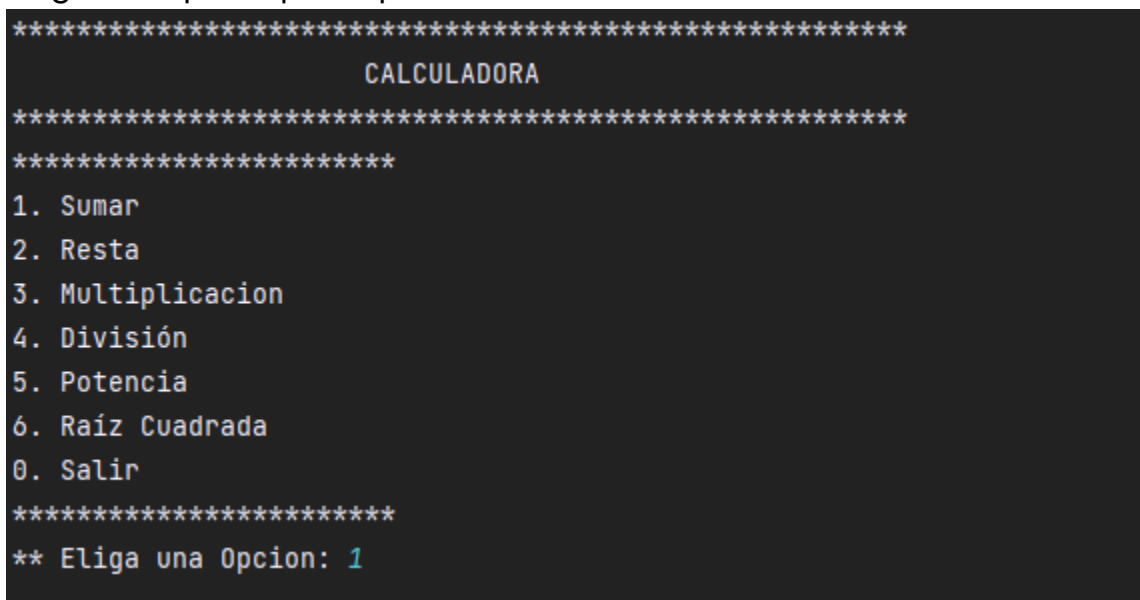 ********************************************************
                      CALCULADORA
********************************************************
************************
1. Sumar
2. Resta
3. Multiplicacion
4. División
5. Potencia
6. Raíz Cuadrada
0. Salir
************************
** Eliga una Opcion: 1